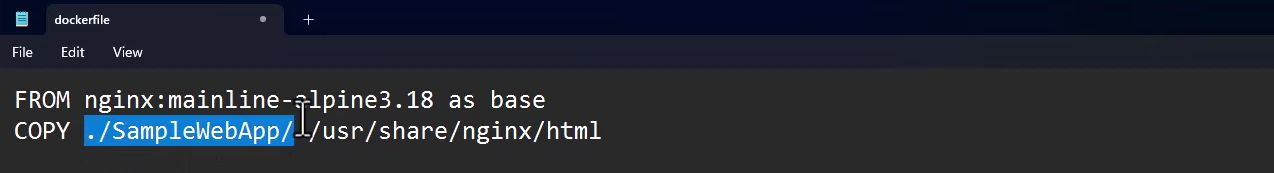 dockerfile
File Edit View
FROM nginx:mainline-alpine3.18 as base
COPY ./SampleWebApp/ /usr/share/nginx/html